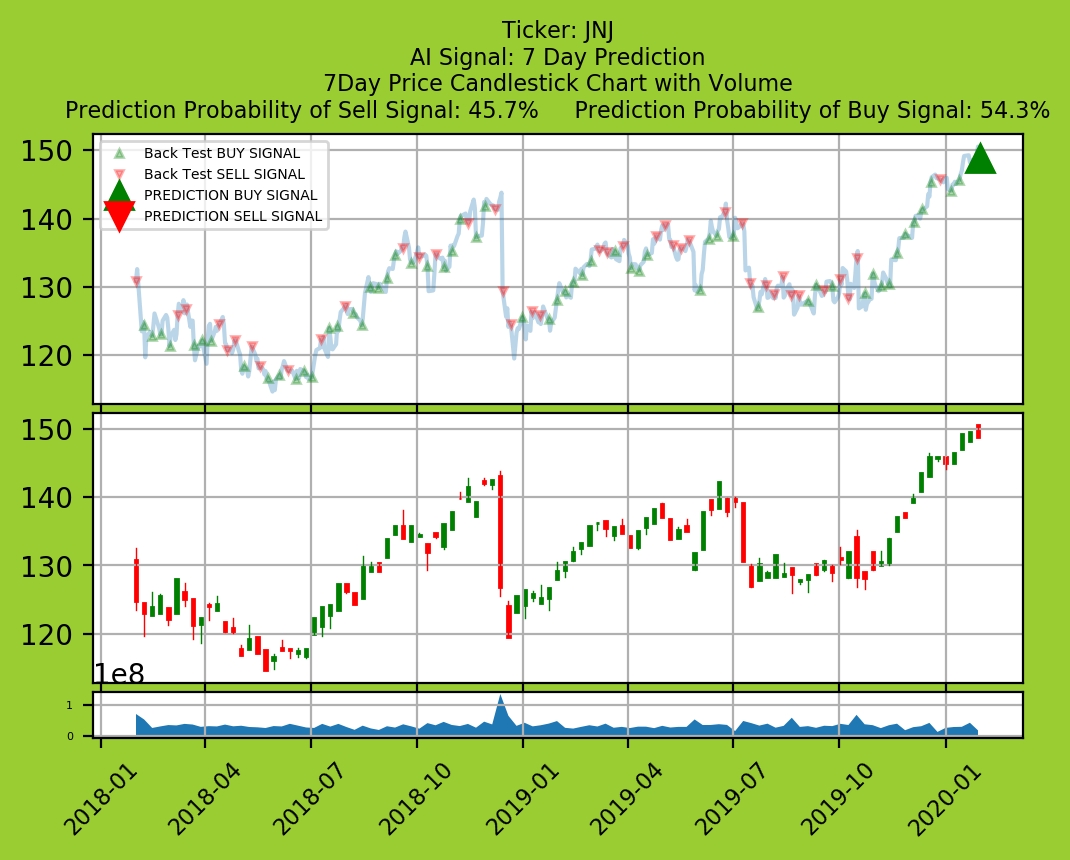 Ticker: JNJ
AI Signal: 7 Day Prediction
7Day Price Candlestick Chart with Volume
Prediction Probability of Sell Signal: 45.7%     Prediction Probability of Buy Signal: 54.3%
Back Test BUY SIGNAL
Back Test SELL SIGNAL
PREDICTION BUY SIGNAL
PREDICTION SELL SIGNAL
150
140
130
120
150
140
130
120
1e8
1
0
2018-01
2018-04
2018-07
2018-10
2019-01
2019-04
2019-07
2019-10
2020-01